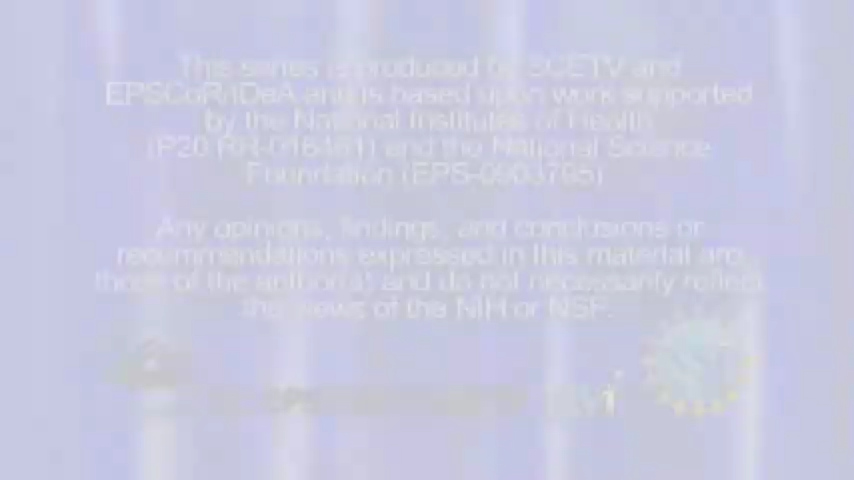 This series is produced by SCETV and
EPSCoR/IDeA and is based upon work supported
by the National Institutes of Health
(P20 RR-016461) and the National Science
Foundation (EPS-0903795)
Any opinions, findings, and conclusions or
recommendations expressed in this material are
those of the author(s) and do not necessarily reflect
the views of the NIH or NSF.